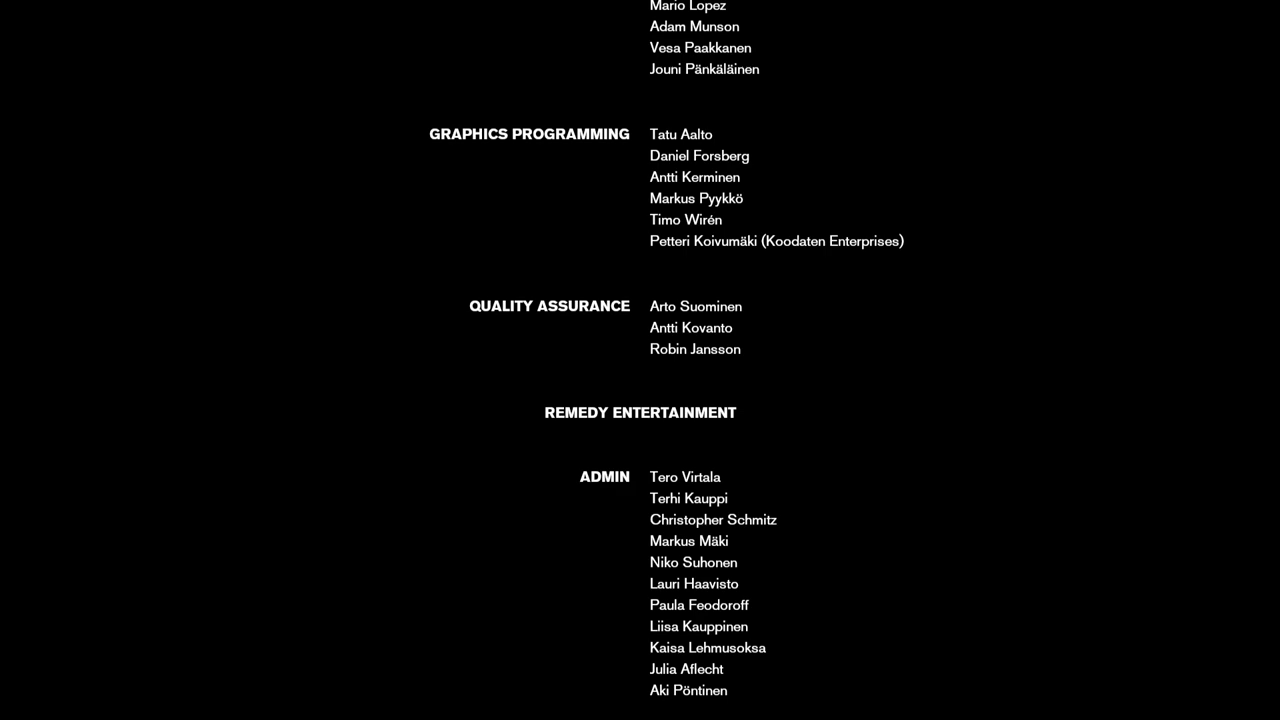 Mario Lopez
Adam Munson
Vesa Paakkanen
Jouni Pänkäläinen
GRAPHICS PROGRAMMING Tatu Aalto
Daniel Forsberg
Antti Kerminen
Markus Pyykkö
Timo Wirén
Petteri Koivumäki (Koodaten Enterprises)
QUALITY ASSURANCE Arto Suominen
Antti Kovanto
Robin Jansson
REMEDY ENTERTAINMENT
ADMIN Tero Virtala
Terhi Kauppi
Christopher Schmitz
Markus Mäki
Niko Suhonen
Lauri Haavisto
Paula Feodoroff
Liisa Kauppinen
Kaisa Lehmusoksa
Julia Aflecht
Aki Pöntinen